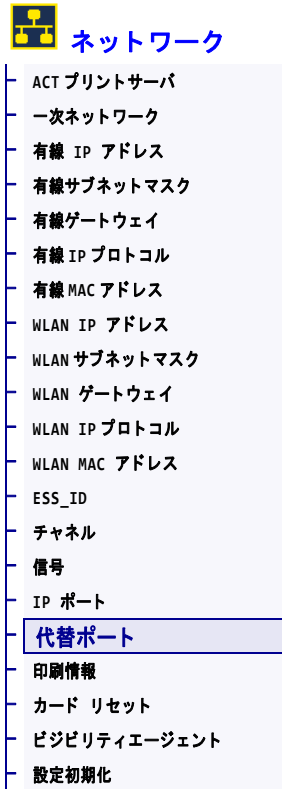 ネットワーク
ACT プリントサーバ
一次ネットワーク
有線 IP アドレス
有線サブネットマスク
有線ゲートウェイ
有線 IP プロトコル
有線 MAC アドレス
WLAN IP アドレス
WLAN サブネットマスク
WLAN ゲートウェイ
WLAN IP プロトコル
WLAN MAC アドレス
ESS_ID
チャネル
信号
IP ポート
代替ポート
印刷情報
カード リセット
ビジビリティエージェント
設定初期化